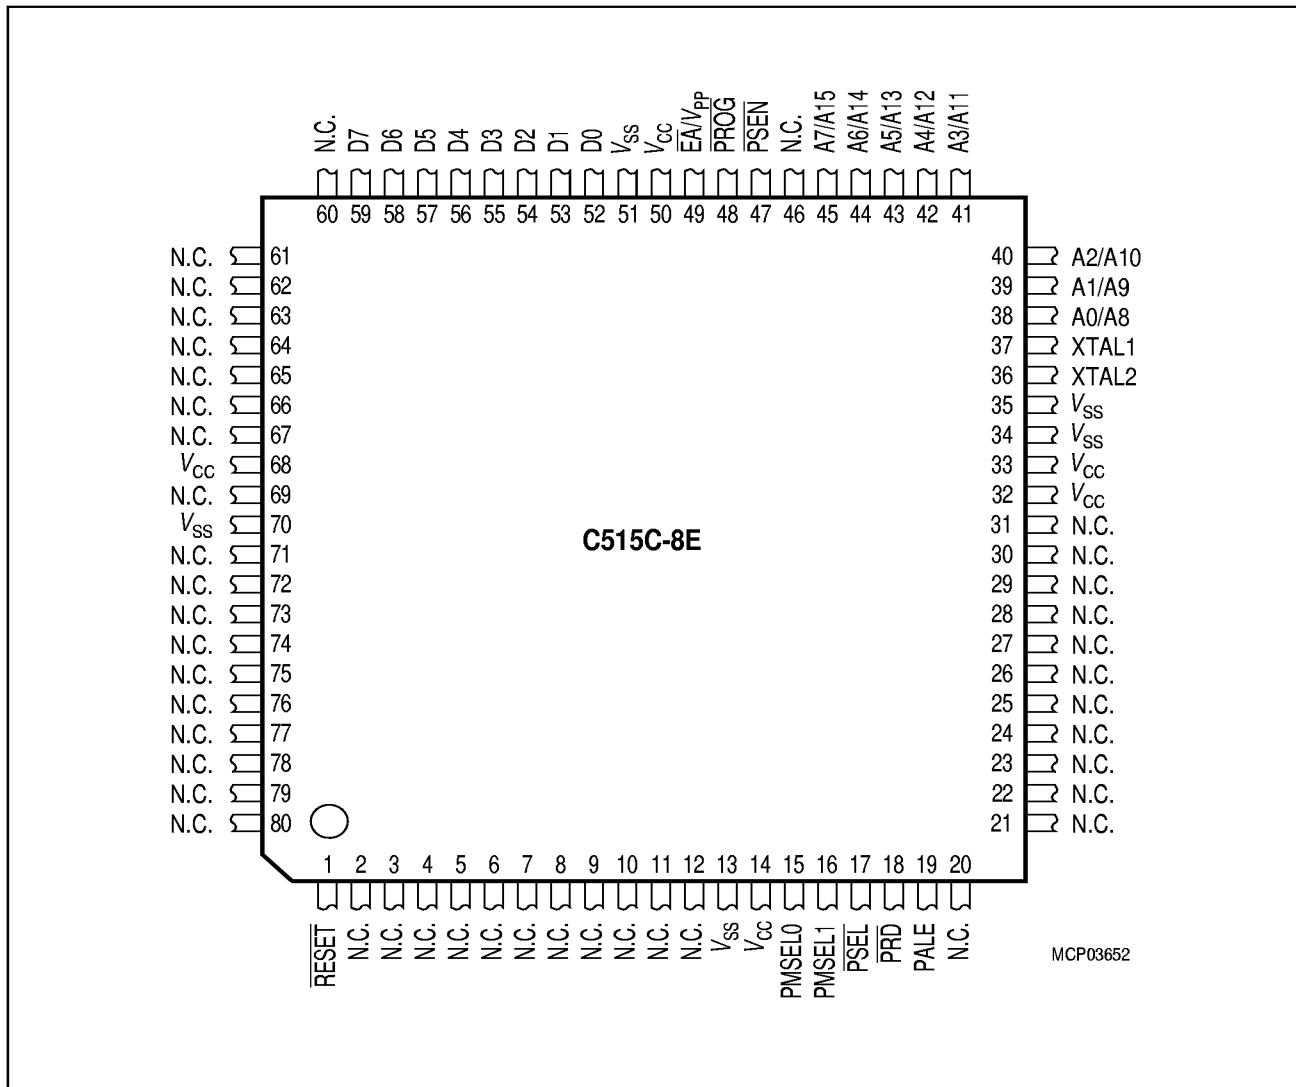 N.C. D7 D6 D5 D4 D3 D2 D1 D0 VSS VCC E̅A̅/VPP P̅R̅O̅G̅ P̅S̅E̅N̅ N.C. A7/A15 A6/A14 A5/A13 A4/A12 A3/A11
60 59 58 57 56 55 54 53 52 51 50 49 48 47 46 45 44 43 42 41
N.C. 61 40 A2/A10
N.C. 62 39 A1/A9
N.C. 63 38 A0/A8
N.C. 64 37 XTAL1
N.C. 65 36 XTAL2
N.C. 66 35 VSS
N.C. 67 34 VSS
VCC 68 33 VCC
N.C. 69 32 VCC
VSS 70 31 N.C.
C515C-8E
N.C. 71 30 N.C.
N.C. 72 29 N.C.
N.C. 73 28 N.C.
N.C. 74 27 N.C.
N.C. 75 26 N.C.
N.C. 76 25 N.C.
N.C. 77 24 N.C.
N.C. 78 23 N.C.
N.C. 79 22 N.C.
N.C. 80 21 N.C.
1 2 3 4 5 6 7 8 9 10 11 12 13 14 15 16 17 18 19 20
R̅E̅S̅E̅T̅ N.C. N.C. N.C. N.C. N.C. N.C. N.C. N.C. N.C. N.C. N.C. VSS VCC PMSEL0 PMSEL1 P̅S̅E̅L̅ P̅R̅D̅ PALE N.C.
MCP03652